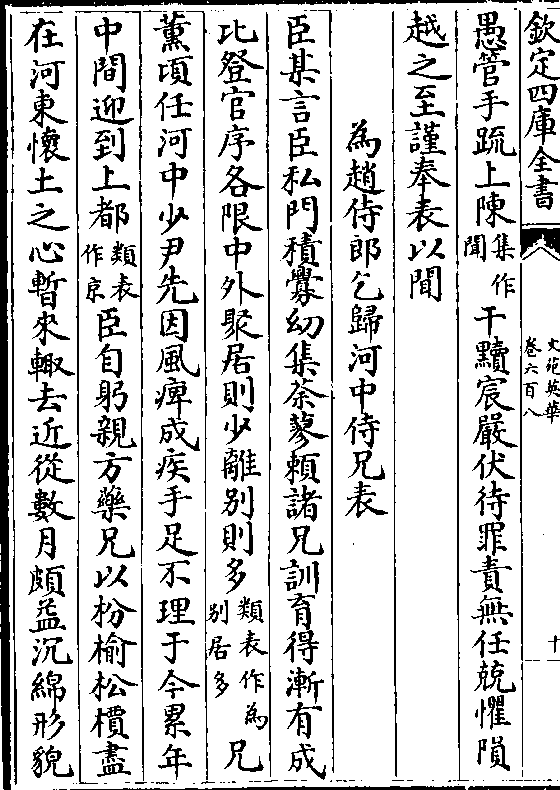 欽定四庫全書
文苑英華
卷六百八
十
愚管手疏上陳集作聞干黷宸嚴伏待罪責無任兢懼隕
越之至謹奉表以聞
為趙侍郎乞歸河中侍兄表
臣某言臣私門積釁幼集荼蓼賴諸兄訓育得漸有成
比登官序各限中外聚居則少離别則多類表作為别居多兄
薰頃任河中少尹先因風痺成疾手足不理于今累年
中間迎到上都類表作京臣自躬親方藥兄以枌榆松檟盡
在河東懷土之心暫來輙去近從數月頗益沉綿形貌